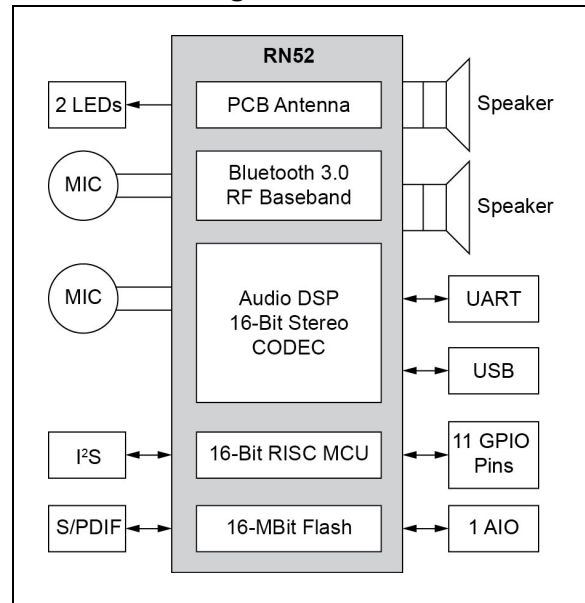 RN52
2 LEDs
PCB Antenna
Speaker
MIC
Bluetooth 3.0
RF Baseband
Speaker
MIC
Audio DSP
16-Bit Stereo
CODEC
UART
USB
I²S
16-Bit RISC MCU
11 GPIO
Pins
S/PDIF
16-MBit Flash
1 AIO